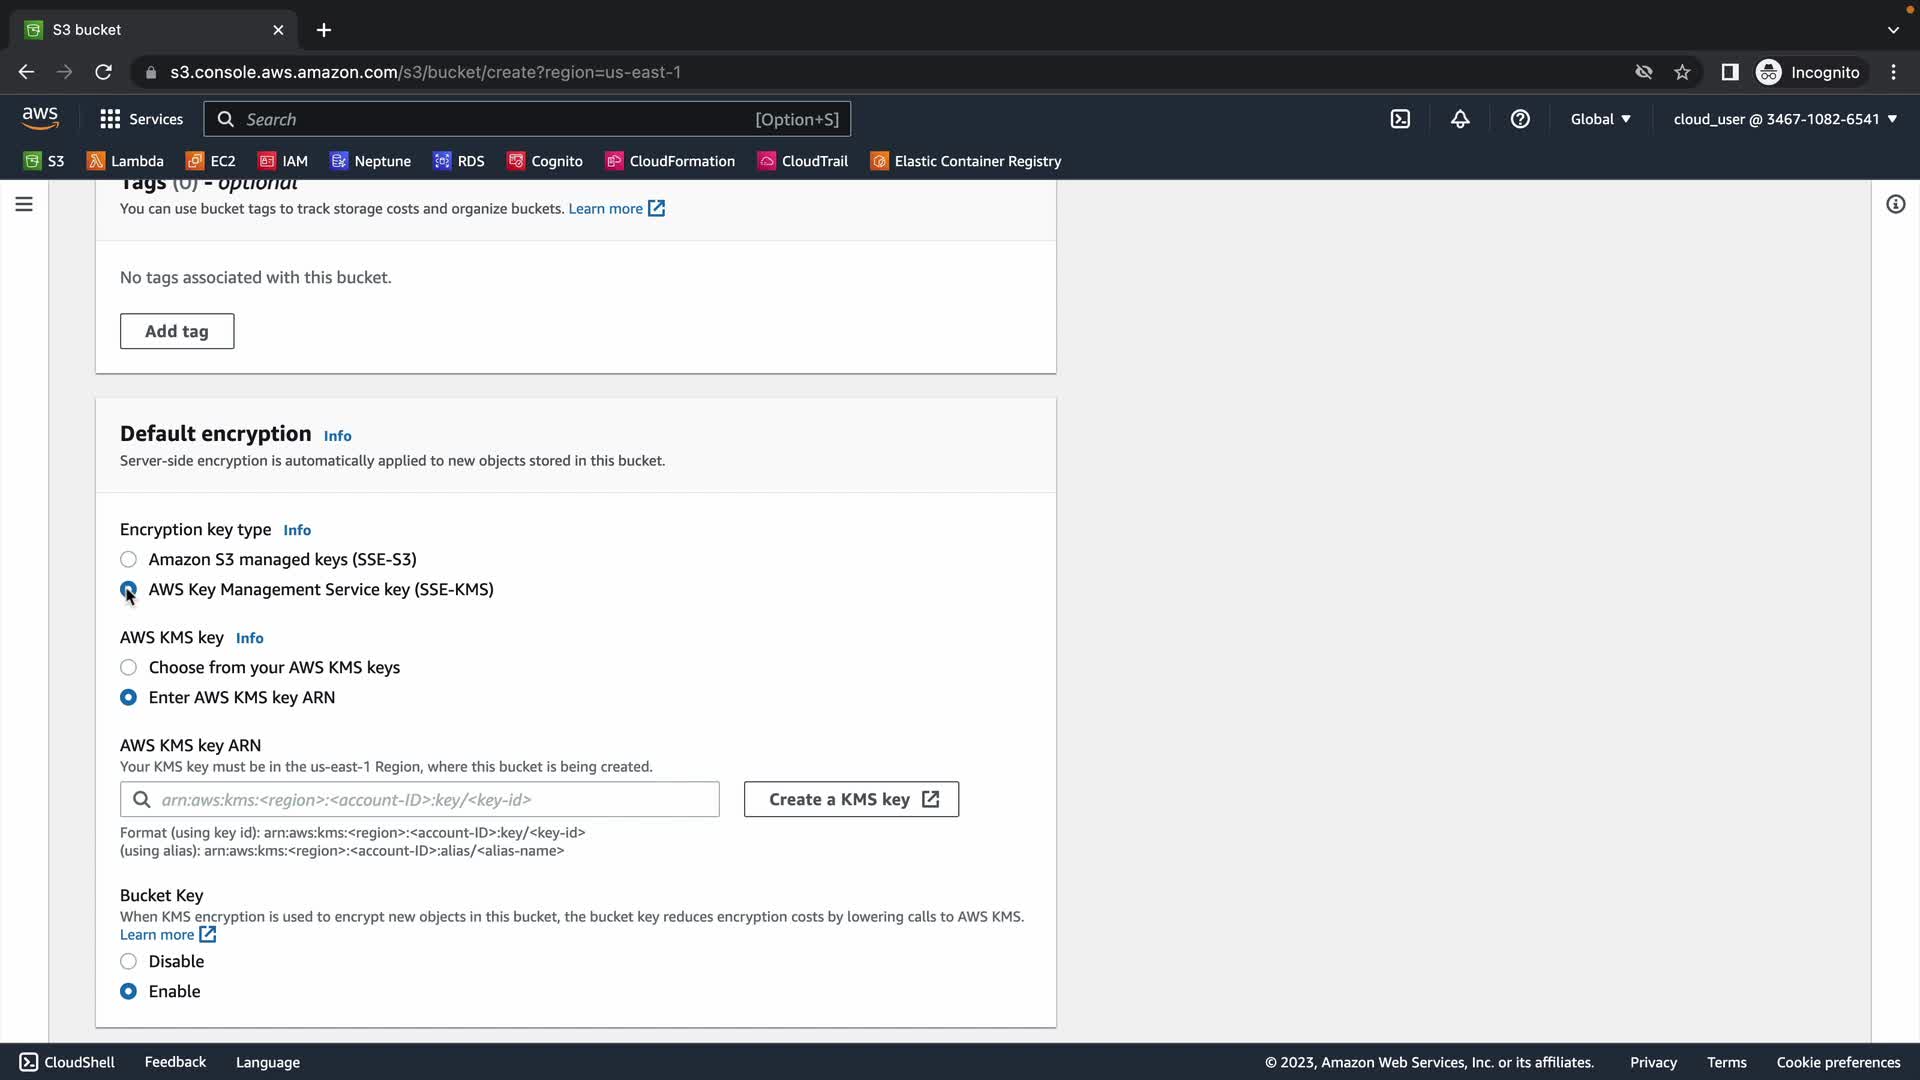 S3 bucket
s3.console.aws.amazon.com/s3/bucket/create?region=us-east-1
Incognito
aws
Services
Search
[Option+S]
Global
cloud_user @ 3467-1082-6541
S3
Lambda
EC2
IAM
Neptune
RDS
Cognito
CloudFormation
CloudTrail
Elastic Container Registry
Tags (0) - optional
You can use bucket tags to track storage costs and organize buckets. Learn more
No tags associated with this bucket.
Add tag
Default encryption Info
Server-side encryption is automatically applied to new objects stored in this bucket.
Encryption key type Info
Amazon S3 managed keys (SSE-S3)
AWS Key Management Service key (SSE-KMS)
AWS KMS key Info
Choose from your AWS KMS keys
Enter AWS KMS key ARN
AWS KMS key ARN
Your KMS key must be in the us-east-1 Region, where this bucket is being created.
arn:aws:kms:<region>:<account-ID>:key/<key-id>
Create a KMS key
Format (using key id): arn:aws:kms:<region>:<account-ID>:key/<key-id>
(using alias): arn:aws:kms:<region>:<account-ID>:alias/<alias-name>
Bucket Key
When KMS encryption is used to encrypt new objects in this bucket, the bucket key reduces encryption costs by lowering calls to AWS KMS.
Learn more
Disable
Enable
CloudShell
Feedback
Language
© 2023, Amazon Web Services, Inc. or its affiliates.
Privacy
Terms
Cookie preferences